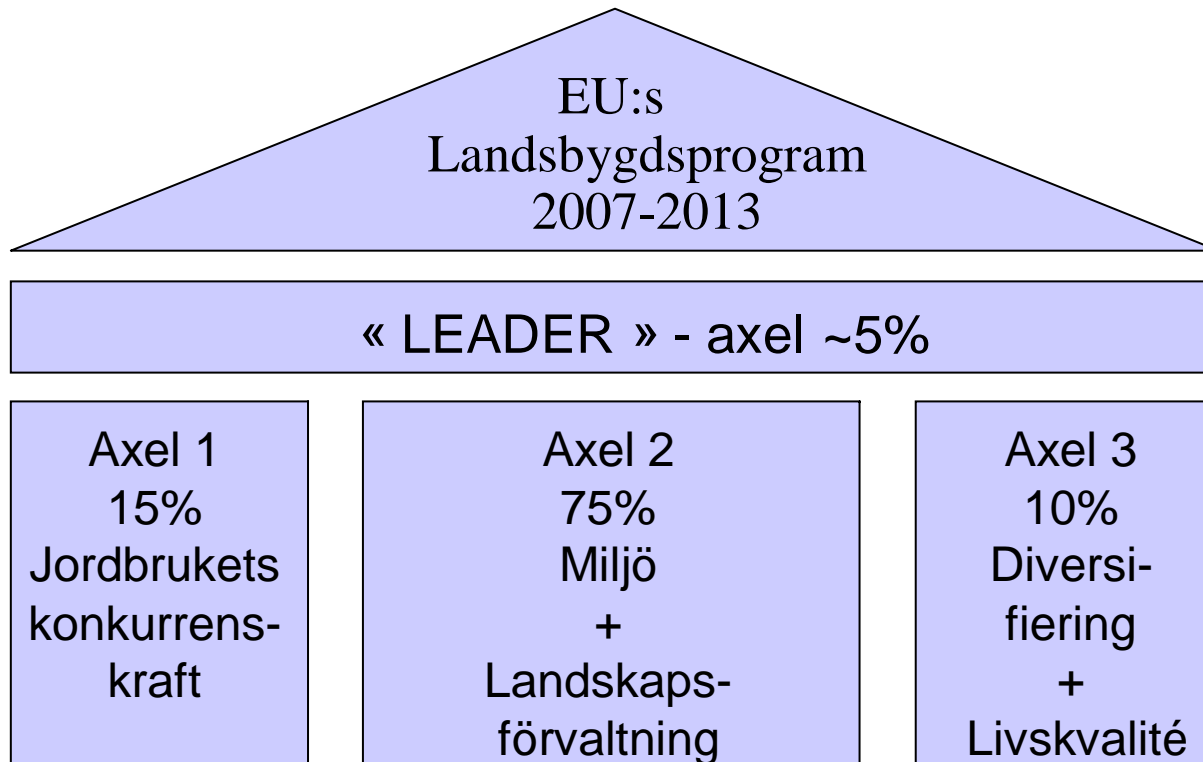 EU:s
Landsbygdsprogram
2007-2013
« LEADER » - axel ~5%
Axel 1
15%
Jordbrukets
konkurrens-
kraft
Axel 2
75%
Miljö
+
Landskaps-
förvaltning
Axel 3
10%
Diversi-
fiering
+
Livskvalité